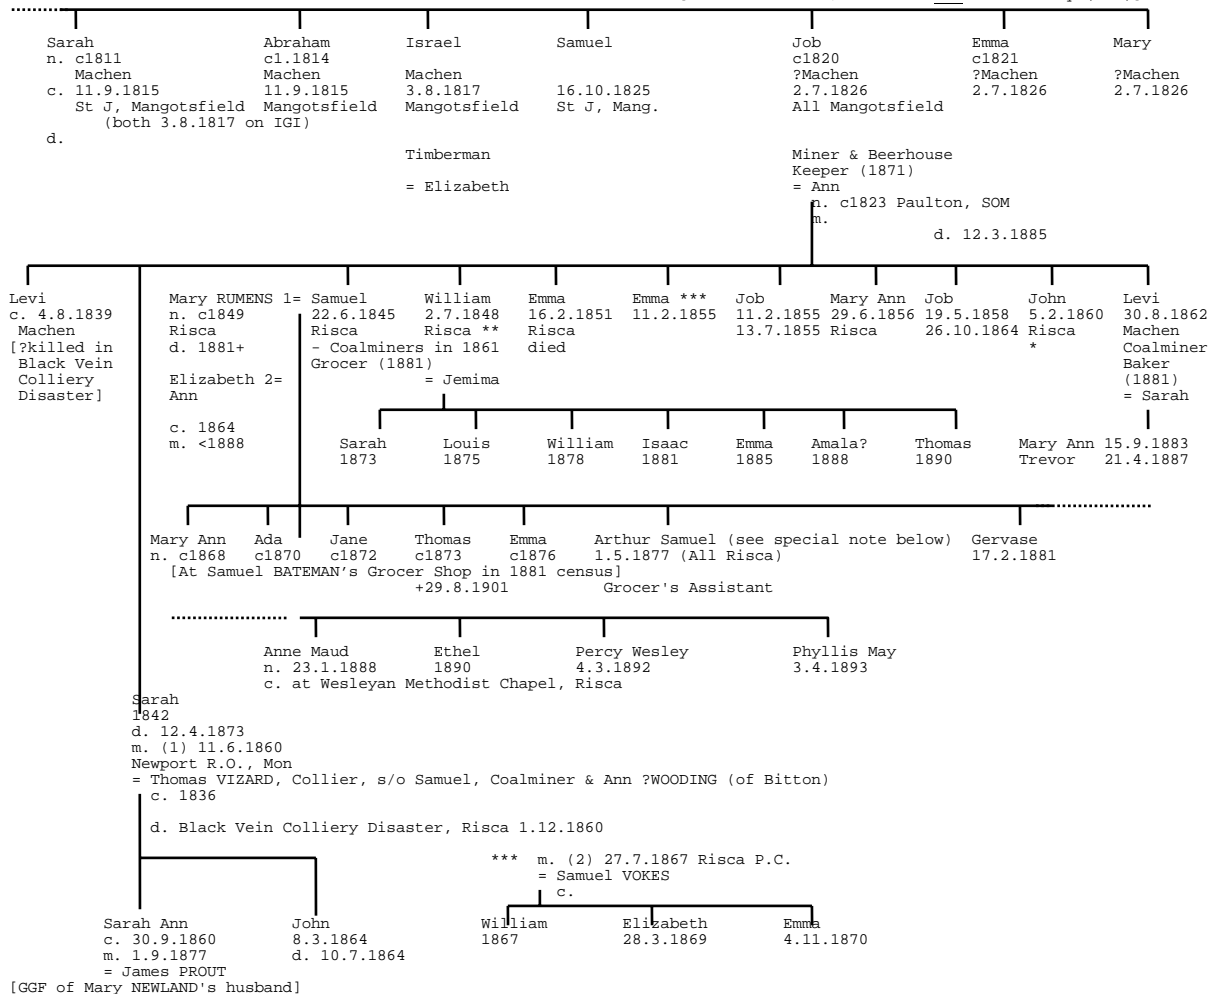 Sarah Abraham Israel Samuel Job Emma Mary
n. c1811 c1.1814 c1820 c1821
Machen Machen Machen ?Machen ?Machen ?Machen
c. 11.9.1815 11.9.1815 3.8.1817 16.10.1825 2.7.1826 2.7.1826 2.7.1826
St J, Mangotsfield Mangotsfield Mangotsfield St J, Mang. All Mangotsfield
(both 3.8.1817 on IGI)
d.
Timberman Miner & Beerhouse
Keeper (1871)
= Elizabeth = Ann
n. c1823 Paulton, SOM
m.
d. 12.3.1885
Levi Mary RUMENS 1= Samuel William Emma Emma *** Job Mary Ann Job John Levi
c. 4.8.1839 n. c1849 22.6.1845 2.7.1848 16.2.1851 11.2.1855 11.2.1855 29.6.1856 19.5.1858 5.2.1860 30.8.1862
Machen Risca Risca Risca ** Risca 13.7.1855 Risca 26.10.1864 Risca Machen
[?killed in d. 1881+ - Coalminers in 1861 died * Coalminer
Black Vein Grocer (1881) Baker
Colliery Elizabeth 2= = Jemima (1881)
Disaster] Ann = Sarah
c. 1864
m. <1888 Sarah Louis William Isaac Emma Amala? Thomas Mary Ann 15.9.1883
1873 1875 1878 1881 1885 1888 1890 Trevor 21.4.1887
Mary Ann Ada Jane Thomas Emma Arthur Samuel (see special note below) Gervase
n. c1868 c1870 c1872 c1873 c1876 1.5.1877 (All Risca) 17.2.1881
[At Samuel BATEMAN's Grocer Shop in 1881 census]
+29.8.1901 Grocer's Assistant
Anne Maud Ethel Percy Wesley Phyllis May
n. 23.1.1888 1890 4.3.1892 3.4.1893
c. at Wesleyan Methodist Chapel, Risca
Sarah
1842
d. 12.4.1873
m. (1) 11.6.1860
Newport R.O., Mon
= Thomas VIZARD, Collier, s/o Samuel, Coalminer & Ann ?WOODING (of Bitton)
c. 1836
d. Black Vein Colliery Disaster, Risca 1.12.1860
*** m. (2) 27.7.1867 Risca P.C.
= Samuel VOKES
c.
Sarah Ann John William Elizabeth Emma
c. 30.9.1860 8.3.1864 1867 28.3.1869 4.11.1870
m. 1.9.1877 d. 10.7.1864
= James PROUT
[GGF of Mary NEWLAND's husband]